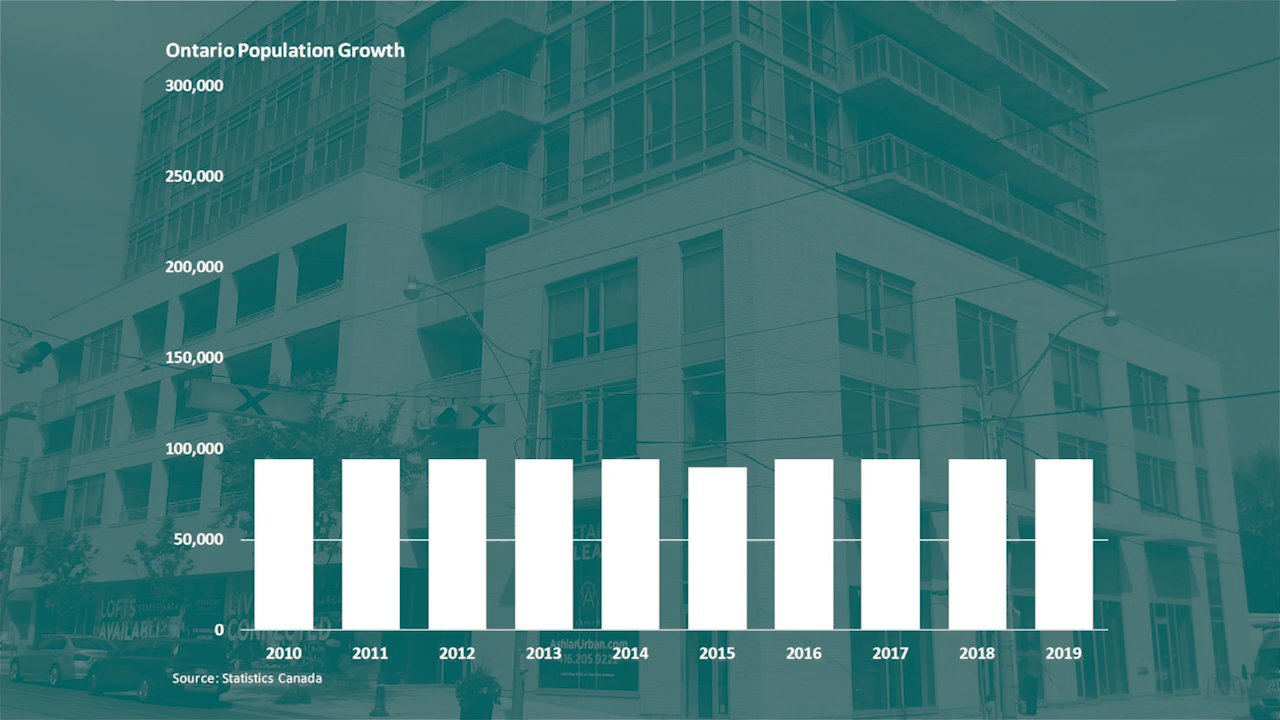 Ontario Population Growth
300,000
250,000
200,000
150,000
100,000
50,000
0
2010 2011 2012 2013 2014 2015 2016 2017 2018 2019
Source: Statistics Canada
LOFTS
AVAILABLE
CONNECTED
AshlarUrban.com